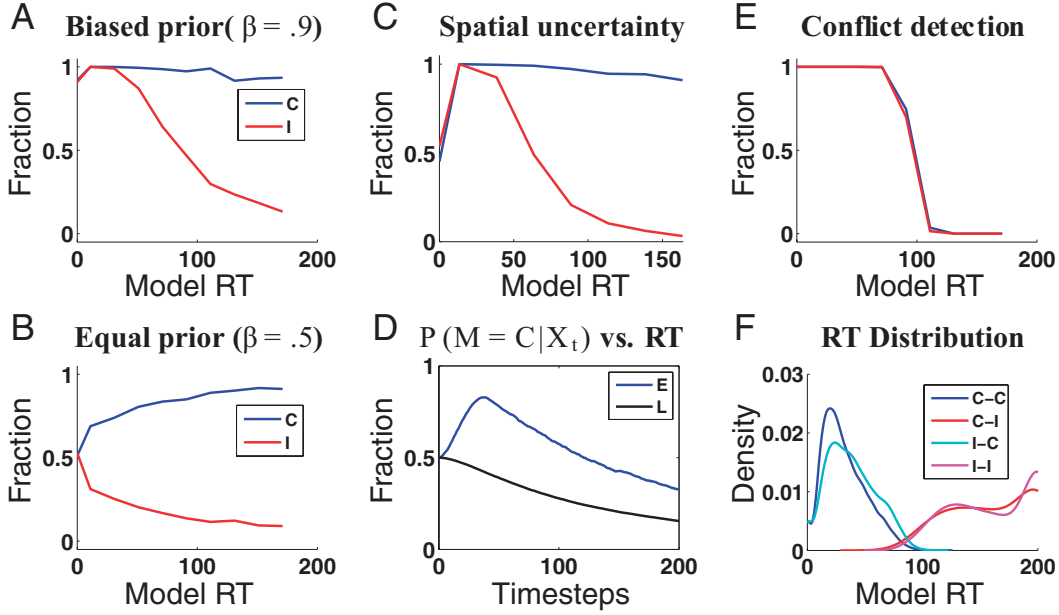 A Biased prior( β = .9)
Fraction
1
0.5
0
C
I
0 100 200
Model RT
B Equal prior (β = .5)
Fraction
1
0.5
0
C
I
0 100 200
Model RT
C Spatial uncertainty
Fraction
1
0.5
0
0 50 100 150
Model RT
D P (M = C|Xt) vs. RT
Fraction
1
0.5
0
E
L
0 100 200
Timesteps
E Conflict detection
Fraction
1
0.5
0
0 100 200
Model RT
F RT Distribution
Density
0.03
0.02
0.01
0
C–C
C–I
I–C
I–I
0 100 200
Model RT